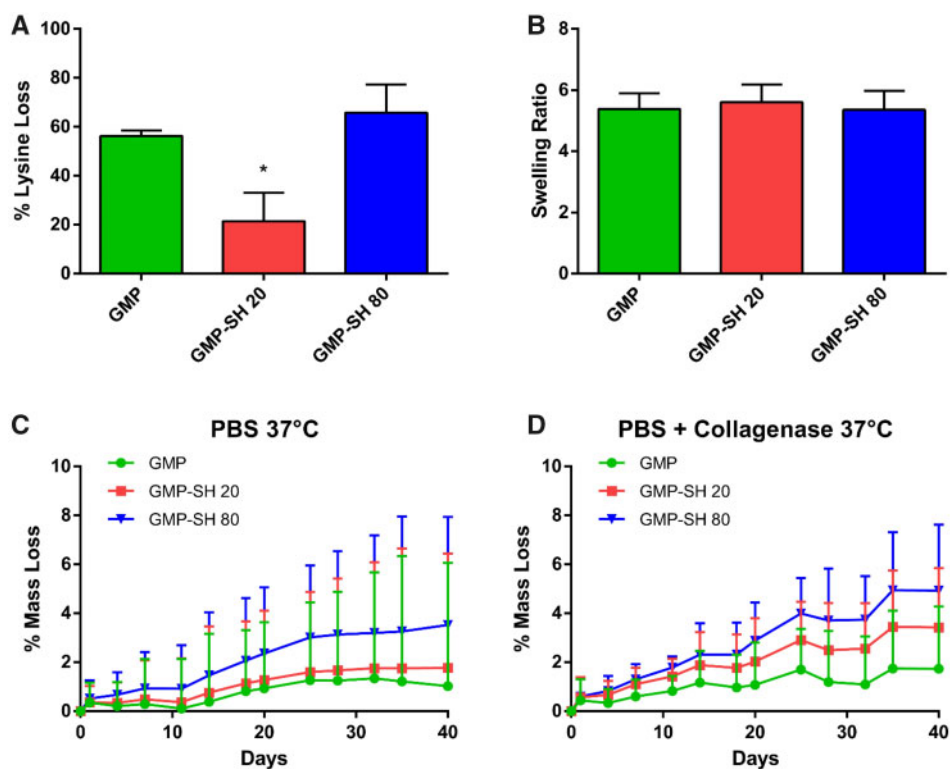 A
% Lysine Loss
100
80
60
40
20
0
*
GMP
GMP-SH 20
GMP-SH 80
B
Swelling Ratio
8
6
4
2
0
GMP
GMP-SH 20
GMP-SH 80
C
PBS 37°C
% Mass Loss
10
8
6
4
2
0
GMP
GMP-SH 20
GMP-SH 80
0 10 20 30 40
Days
D
PBS + Collagenase 37°C
% Mass Loss
10
8
6
4
2
0
GMP
GMP-SH 20
GMP-SH 80
0 10 20 30 40
Days